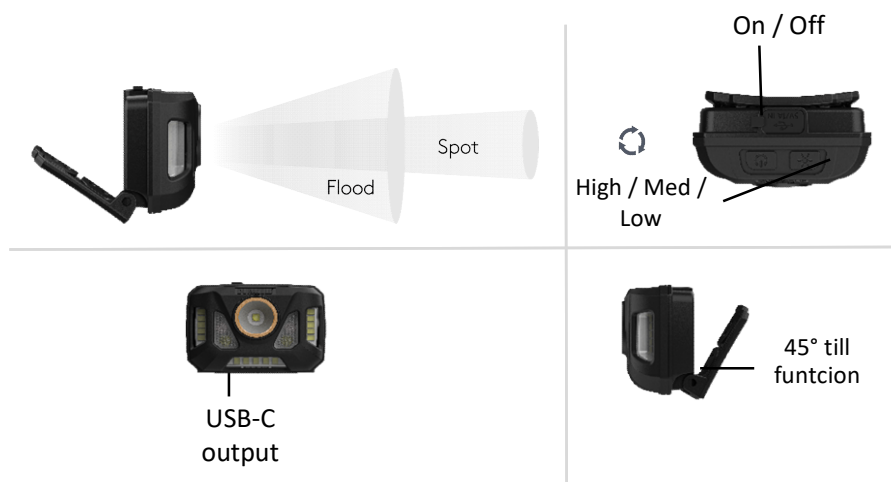 On / Off
Spot
Flood
High / Med /
Low
USB-C
output
45° till
funtcion